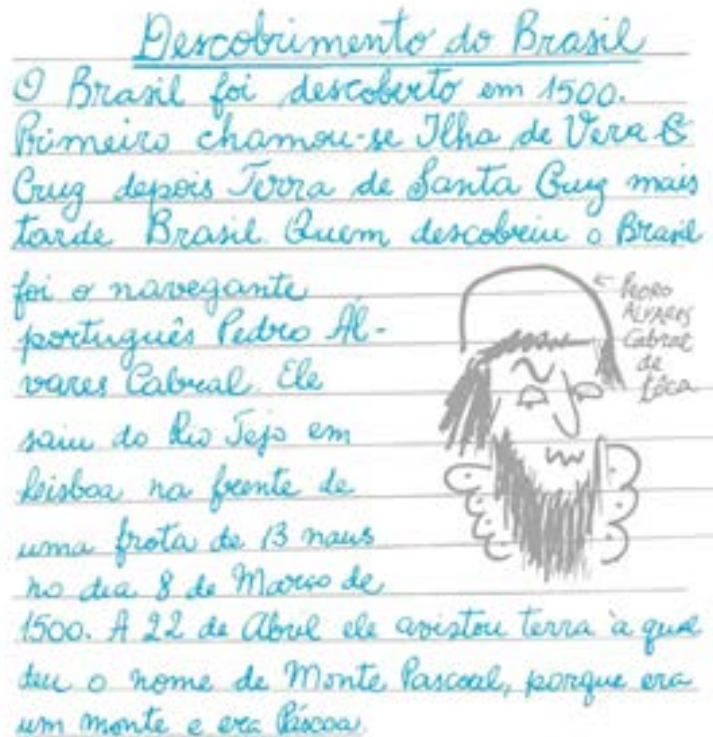 Descobrimento do Brasil
O Brasil foi descoberto em 1500.
Primeiro chamou-se Ilha de Vera
Cruz depois Terra de Santa Cruz mais
tarde Brasil. Quem descobriu o Brasil
foi o navegante
português Pedro Ál-
vares Cabral. Ele
saiu do Rio Tejo em
Lisboa na frente de
uma frota de 13 naus
no dia 8 de Março de
1500. A 22 de Abril ele avistou terra à qual
deu o nome de Monte Pascoal, porque era
um monte e era Páscoa.
← Pedro
Álvares
Cabral
de